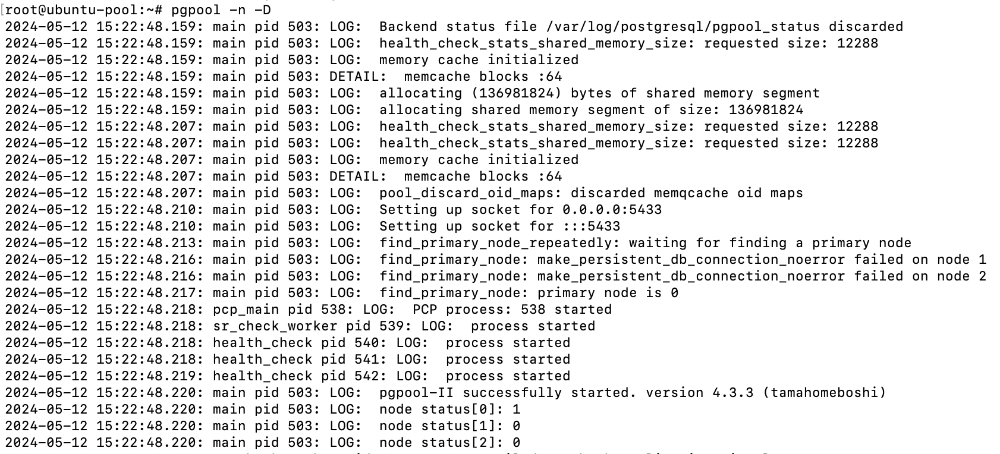 [root@ubuntu-pool:~# pgpool -n -D
2024-05-12 15:22:48.159: main pid 503: LOG:  Backend status file /var/log/postgresql/pgpool_status discarded
2024-05-12 15:22:48.159: main pid 503: LOG:  health_check_stats_shared_memory_size: requested size: 12288
2024-05-12 15:22:48.159: main pid 503: LOG:  memory cache initialized
2024-05-12 15:22:48.159: main pid 503: DETAIL:  memcache blocks :64
2024-05-12 15:22:48.159: main pid 503: LOG:  allocating (136981824) bytes of shared memory segment
2024-05-12 15:22:48.159: main pid 503: LOG:  allocating shared memory segment of size: 136981824
2024-05-12 15:22:48.207: main pid 503: LOG:  health_check_stats_shared_memory_size: requested size: 12288
2024-05-12 15:22:48.207: main pid 503: LOG:  health_check_stats_shared_memory_size: requested size: 12288
2024-05-12 15:22:48.207: main pid 503: LOG:  memory cache initialized
2024-05-12 15:22:48.207: main pid 503: DETAIL:  memcache blocks :64
2024-05-12 15:22:48.207: main pid 503: LOG:  pool_discard_oid_maps: discarded memqcache oid maps
2024-05-12 15:22:48.210: main pid 503: LOG:  Setting up socket for 0.0.0.0:5433
2024-05-12 15:22:48.210: main pid 503: LOG:  Setting up socket for :::5433
2024-05-12 15:22:48.213: main pid 503: LOG:  find_primary_node_repeatedly: waiting for finding a primary node
2024-05-12 15:22:48.216: main pid 503: LOG:  find_primary_node: make_persistent_db_connection_noerror failed on node 1
2024-05-12 15:22:48.216: main pid 503: LOG:  find_primary_node: make_persistent_db_connection_noerror failed on node 2
2024-05-12 15:22:48.217: main pid 503: LOG:  find_primary_node: primary node is 0
2024-05-12 15:22:48.218: pcp_main pid 538: LOG:  PCP process: 538 started
2024-05-12 15:22:48.218: sr_check_worker pid 539: LOG:  process started
2024-05-12 15:22:48.218: health_check pid 540: LOG:  process started
2024-05-12 15:22:48.218: health_check pid 541: LOG:  process started
2024-05-12 15:22:48.219: health_check pid 542: LOG:  process started
2024-05-12 15:22:48.220: main pid 503: LOG:  pgpool-II successfully started. version 4.3.3 (tamahomeboshi)
2024-05-12 15:22:48.220: main pid 503: LOG:  node status[0]: 1
2024-05-12 15:22:48.220: main pid 503: LOG:  node status[1]: 0
2024-05-12 15:22:48.220: main pid 503: LOG:  node status[2]: 0